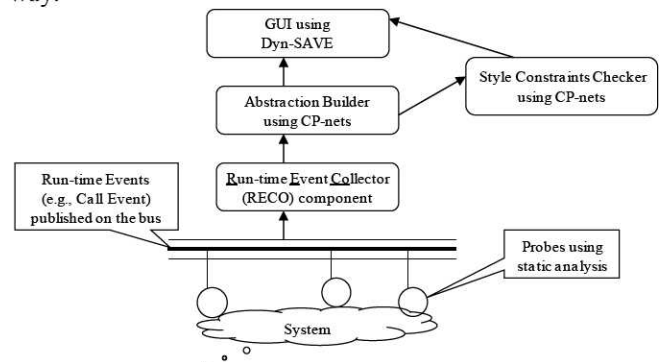 way.
GUI using
Dyn-SAVE
Style Constraints Checker
using CP-nets
Abstraction Builder
using CP-nets
Run-time Events
(e.g., Call Event)
published on the bus
Run-time Event Collector
(RECO) component
Probes using
static analysis
System